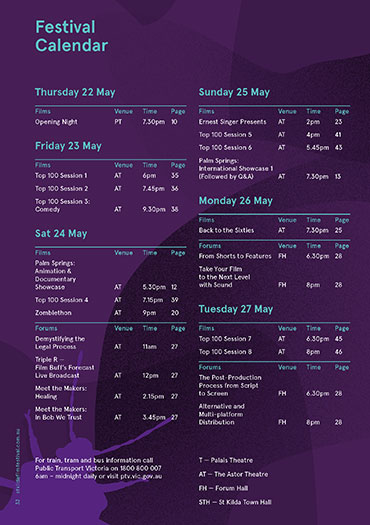 Festival
Calendar
Thursday 22 May
Films Venue Time Page
Opening Night PT 7.30pm 10
Friday 23 May
Films Venue Time Page
Top 100 Session 1 AT 6pm 35
Top 100 Session 2 AT 7.45pm 36
Top 100 Session 3:
Comedy AT 9.30pm 38
Sat 24 May
Films Venue Time Page
Palm Springs:
Animation &
Documentary
Showcase AT 5.30pm 12
Top 100 Session 4 AT 7.15pm 39
Zomblethon AT 9pm 20
Forums Venue Time Page
Demystifying the
Legal Process AT 11am 27
Triple R —
Film Buff's Forecast
Live Broadcast AT 12pm 27
Meet the Makers:
Healing AT 2.15pm 27
Meet the Makers:
In Bob We Trust AT 3.45pm 27
For train, tram and bus information call
Public Transport Victoria on 1800 800 007
6am – midnight daily or visit ptv.vic.gov.au
Sunday 25 May
Films Venue Time Page
Ernest Singer Presents AT 2pm 23
Top 100 Session 5 AT 4pm 41
Top 100 Session 6 AT 5.45pm 43
Palm Springs:
International Showcase 1
(Followed by Q&A) AT 7.30pm 13
Monday 26 May
Films Venue Time Page
Back to the Sixties AT 7.30pm 25
Forums Venue Time Page
From Shorts to Features FH 6.30pm 28
Take Your Film
to the Next Level
with Sound FH 8pm 28
Tuesday 27 May
Films Venue Time Page
Top 100 Session 7 AT 6.30pm 45
Top 100 Session 8 AT 8pm 46
Forums Venue Time Page
The Post-Production
Process from Script
to Screen FH 6.30pm 28
Alternative and
Multi-platform
Distribution FH 8pm 28
T — Palais Theatre
AT — The Astor Theatre
FH — Forum Hall
STH — St Kilda Town Hall
32 stkildafilmfestival.com.au